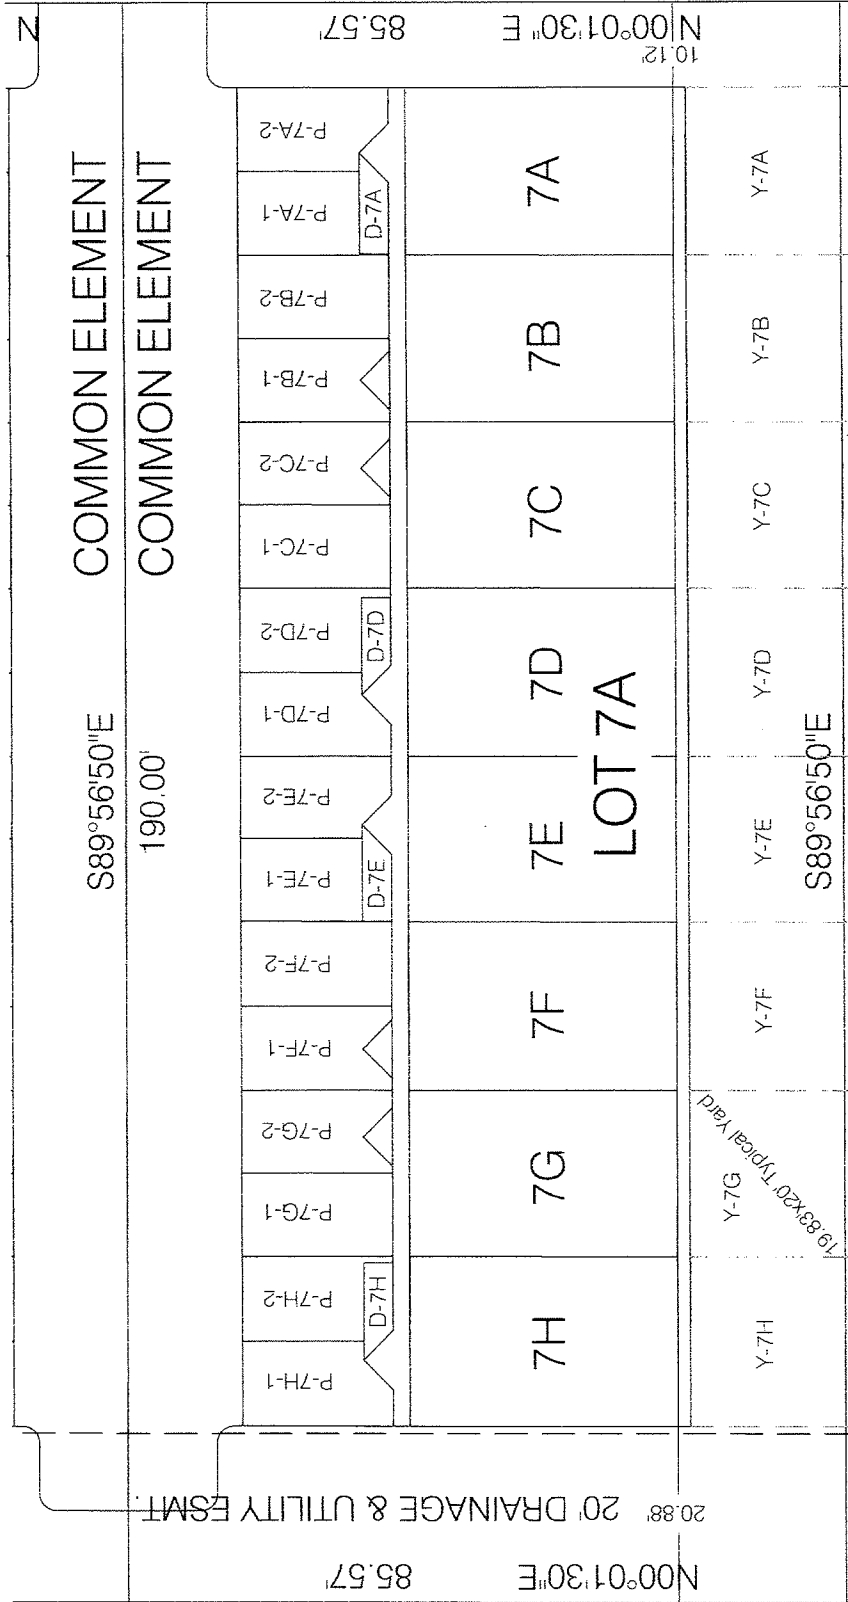 N
85.57'
N00°01'30" E
10.12'
COMMON ELEMENT
COMMON ELEMENT
S89°56'50"E
190.00'
P-7A-2
P-7A-1
D-7A
7A
Y-7A
P-7B-2
P-7B-1
7B
Y-7B
P-7C-2
P-7C-1
7C
Y-7C
P-7D-2
P-7D-1
D-7D
7D
Y-7D
LOT 7A
P-7E-2
P-7E-1
D-7E
7E
Y-7E
S89°56'50"E
P-7F-2
P-7F-1
7F
Y-7F
P-7G-2
P-7G-1
7G
Y-7G
19.83'x20' Typical Yard
P-7H-2
P-7H-1
D-7H
7H
Y-7H
20' DRAINAGE & UTILITY ESMT.
20.88'
85.57'
N00°01'30"E